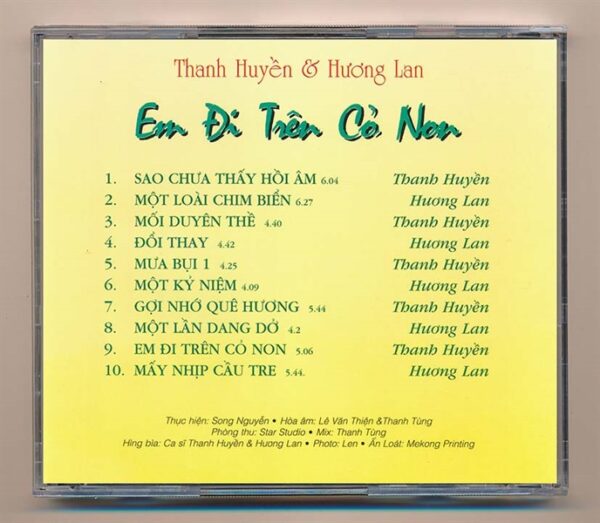 Thanh Huyền & Hương Lan
Em Đi Trên Cỏ Non
1. SAO CHƯA THẤY HỒI ÂM 6.04 Thanh Huyền
2. MỘT LOÀI CHIM BIỂN 6.27 Hương Lan
3. MỐI DUYÊN THỀ 4.40 Thanh Huyền
4. ĐỔI THAY 4.42 Hương Lan
5. MƯA BỤI 1 4.25 Thanh Huyền
6. MỘT KỶ NIỆM 4.09 Hương Lan
7. GỢI NHỚ QUÊ HƯƠNG 5.44 Thanh Huyền
8. MỘT LẦN DANG DỞ 4.2 Hương Lan
9. EM ĐI TRÊN CỎ NON 5.06 Thanh Huyền
10. MẤY NHỊP CẦU TRE 5.44. Hương Lan
Thực hiện: Song Nguyễn • Hòa âm: Lê Văn Thiện &Thanh Tùng
Phòng thu: Star Studio • Mix: Thanh Tùng
Hing bìa: Ca sĩ Thanh Huyền & Hương Lan • Photo: Len • Ấn Loát: Mekong Printing